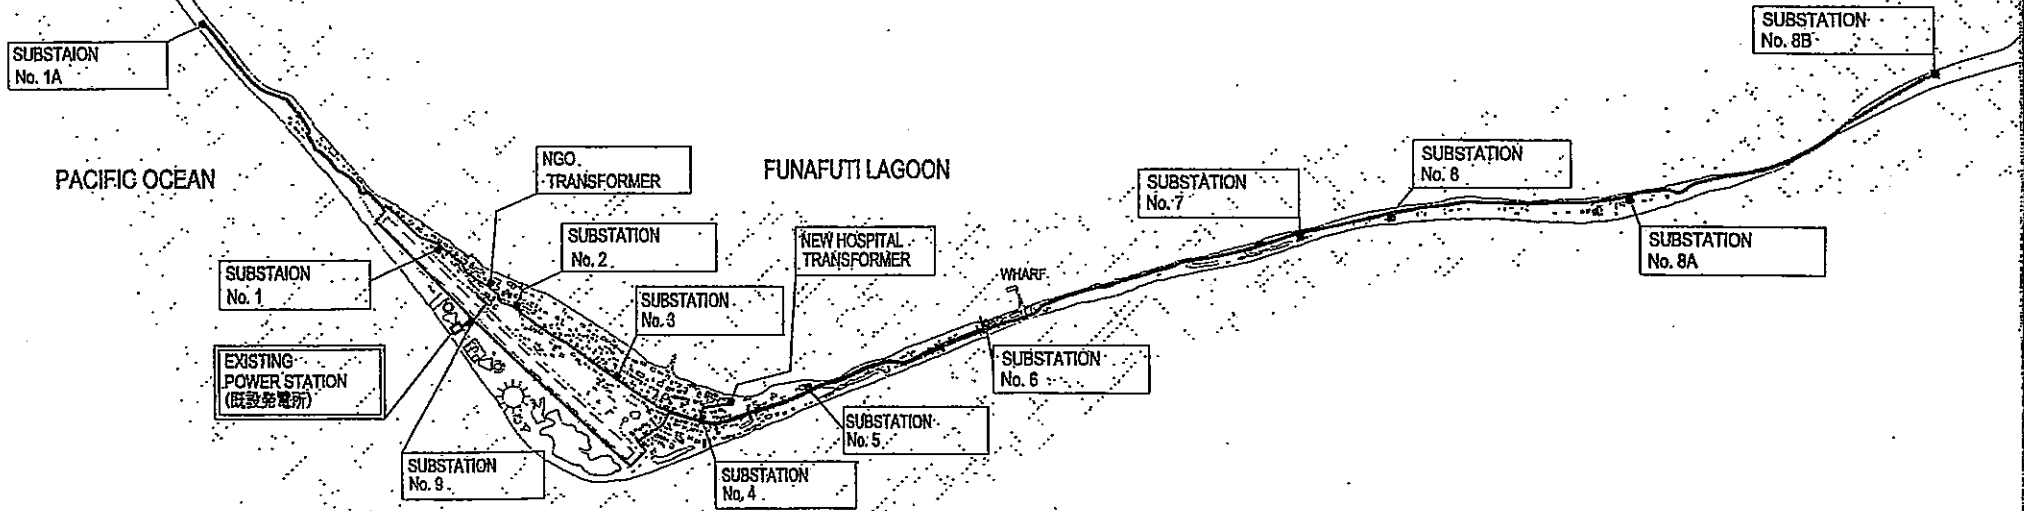 SUBSTAION
No. 1A
SUBSTATION
No. 8B
PACIFIC OCEAN
NGO
TRANSFORMER
FUNAFUTI LAGOON
SUBSTATION
No. 7
SUBSTATION
No. 8
SUBSTATION
No. 2
NEW HOSPITAL
TRANSFORMER
SUBSTATION
No. 8A
SUBSTAION
No. 1
SUBSTATION
No. 3
WHARF
EXISTING
POWER STATION
(既設発電所)
SUBSTATION
No. 6
SUBSTATION
No. 5
SUBSTATION
No. 9
SUBSTATION
No. 4